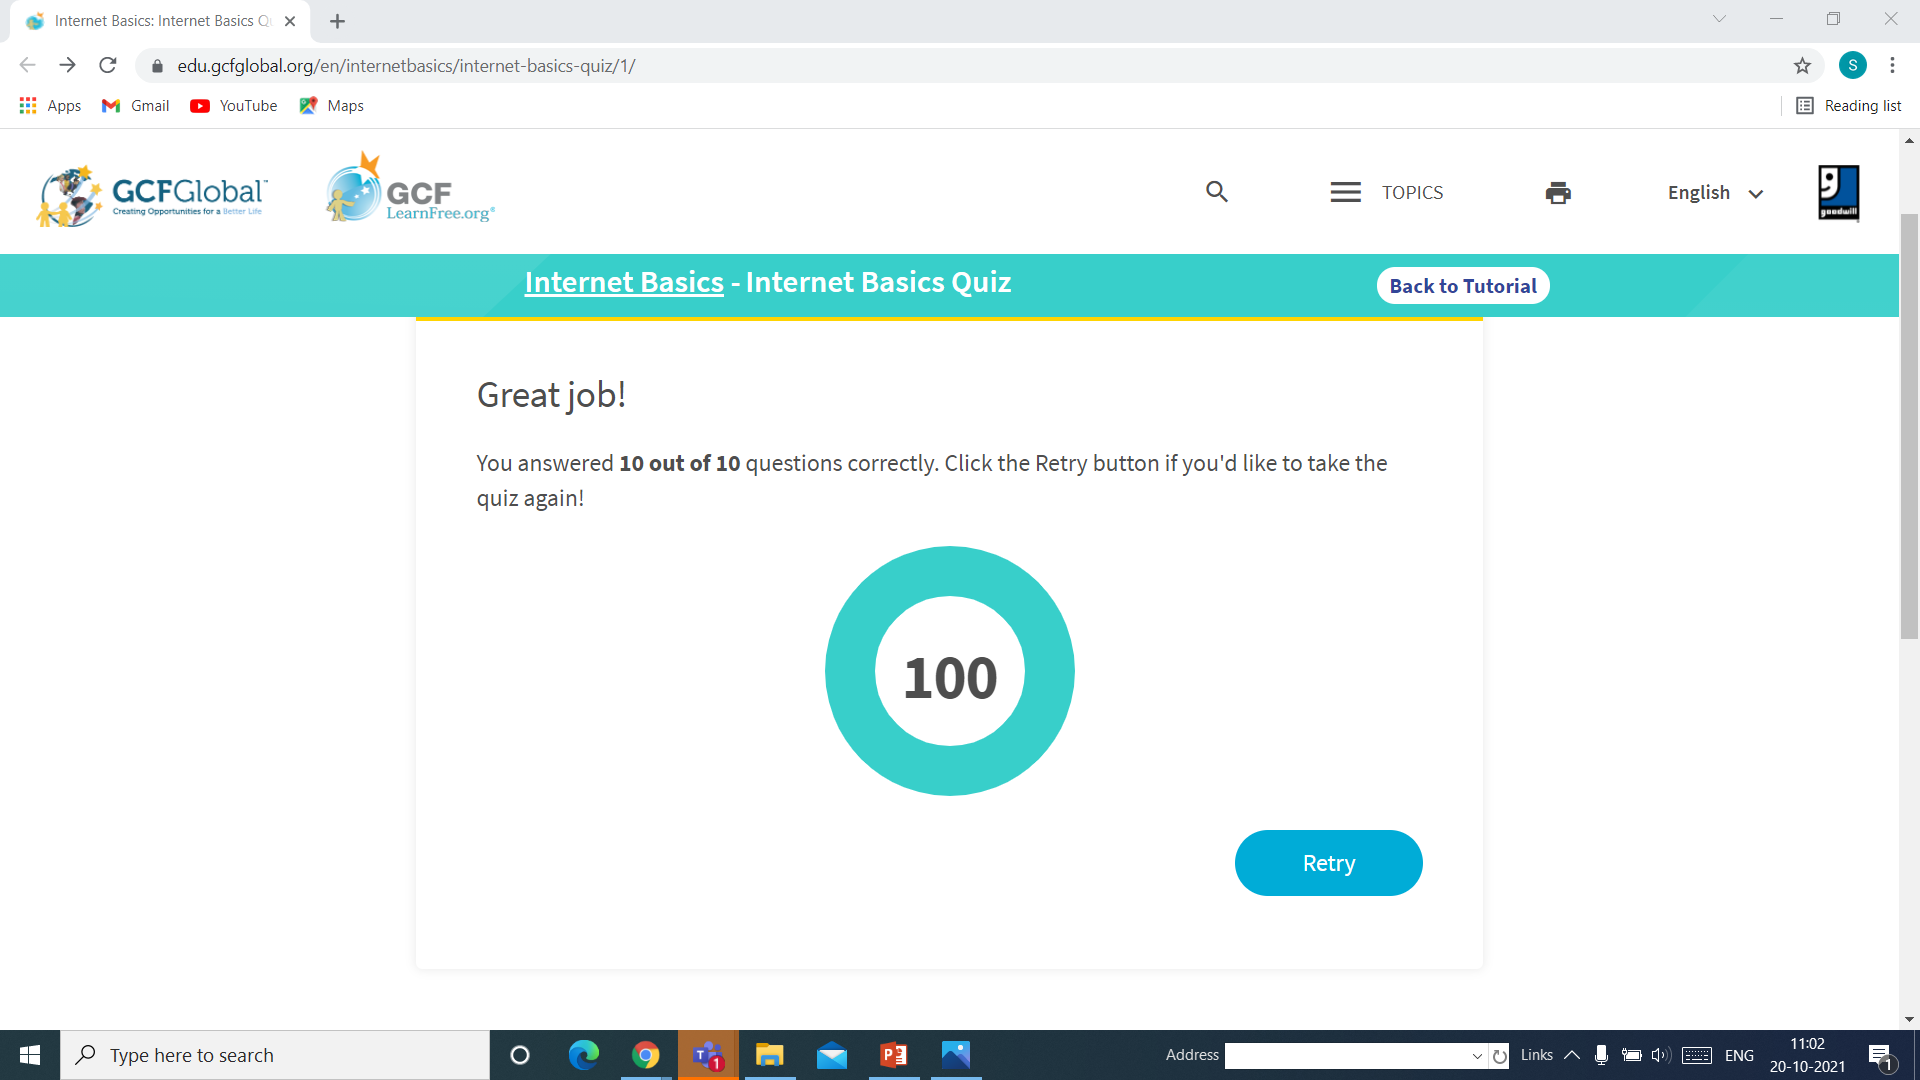 Internet Basics: Internet Basics Q
edu.gcfglobal.org/en/internetbasics/internet-basics-quiz/1/
S
Apps
Gmail
YouTube
Maps
Reading list
GCFGlobal™
Creating Opportunities for a Better Life
GCF
LearnFree.org®
TOPICS
English
goodwill
Internet Basics - Internet Basics Quiz
Back to Tutorial
Great job!
You answered 10 out of 10 questions correctly. Click the Retry button if you'd like to take the
quiz again!
100
Retry
Type here to search
1
Address
Links
ENG
11:02
20-10-2021
1